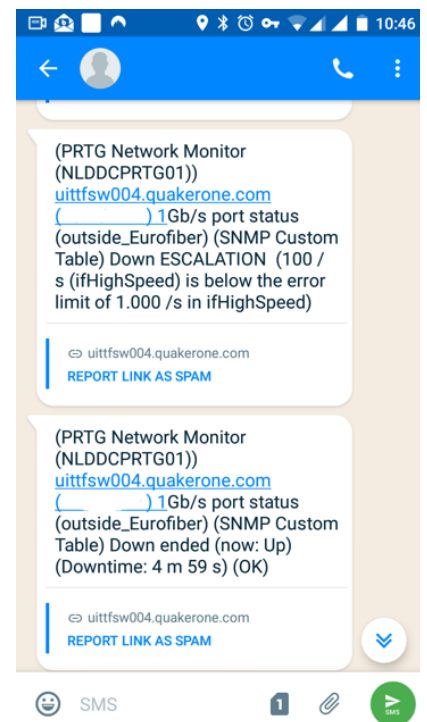 10:46
(PRTG Network Monitor
(NLDDCPRTG01))
uittfsw004.quakerone.com
( ) 1Gb/s port status
(outside_Eurofiber) (SNMP Custom
Table) Down ESCALATION (100 /
s (ifHighSpeed) is below the error
limit of 1.000 /s in ifHighSpeed)
uittfsw004.quakerone.com
REPORT LINK AS SPAM
(PRTG Network Monitor
(NLDDCPRTG01))
uittfsw004.quakerone.com
( ) 1Gb/s port status
(outside_Eurofiber) (SNMP Custom
Table) Down ended (now: Up)
(Downtime: 4 m 59 s) (OK)
uittfsw004.quakerone.com
REPORT LINK AS SPAM
SMS
1
SMS